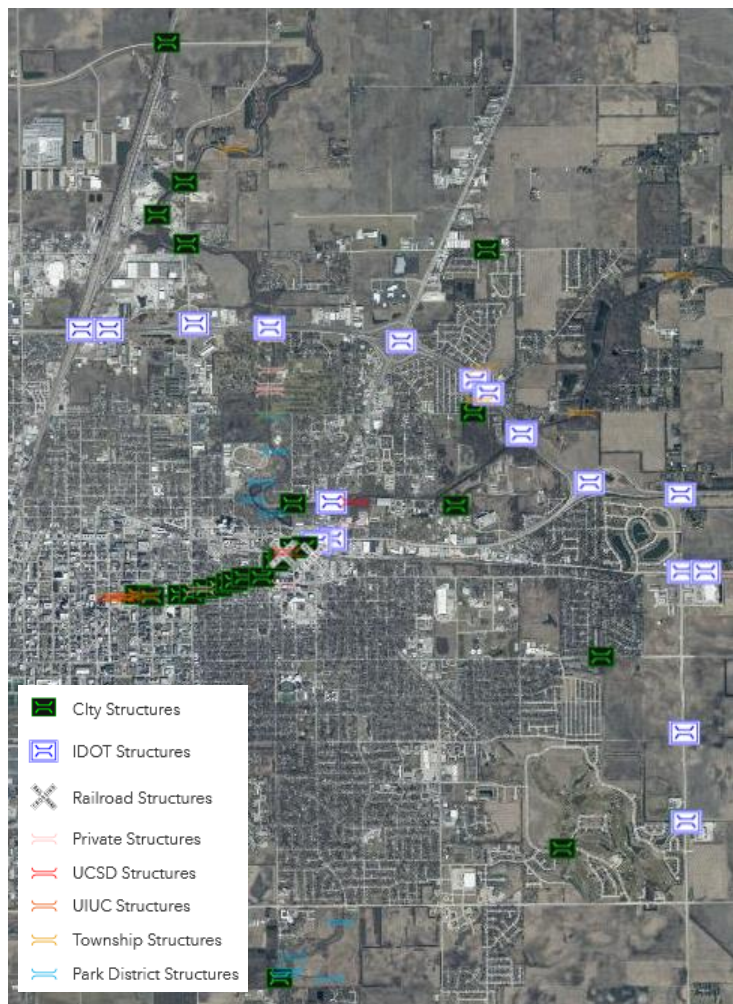 CIty Structures
IDOT Structures
Railroad Structures
Private Structures
UCSD Structures
UIUC Structures
Township Structures
Park District Structures